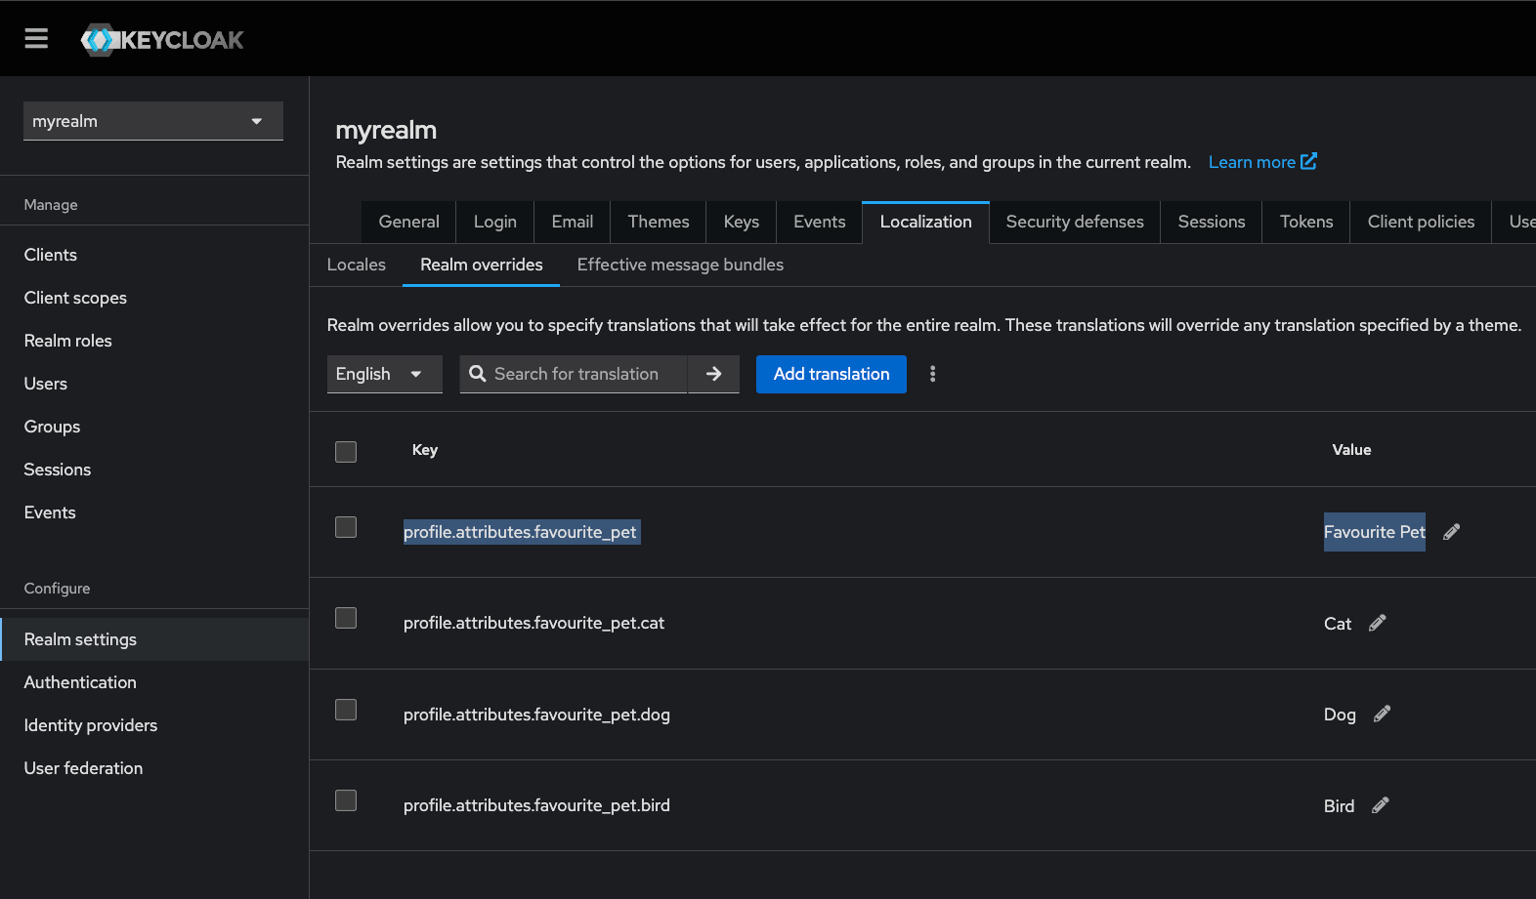 KEYCLOAK
myrealm
Manage
Clients
Client scopes
Realm roles
Users
Groups
Sessions
Events
Configure
Realm settings
Authentication
Identity providers
User federation
myrealm
Realm settings are settings that control the options for users, applications, roles, and groups in the current realm. Learn more
General Login Email Themes Keys Events Localization Security defenses Sessions Tokens Client policies Use
Locales Realm overrides Effective message bundles
Realm overrides allow you to specify translations that will take effect for the entire realm. These translations will override any translation specified by a theme.
English Search for translation Add translation
Key Value
profile.attributes.favourite_pet Favourite Pet
profile.attributes.favourite_pet.cat Cat
profile.attributes.favourite_pet.dog Dog
profile.attributes.favourite_pet.bird Bird